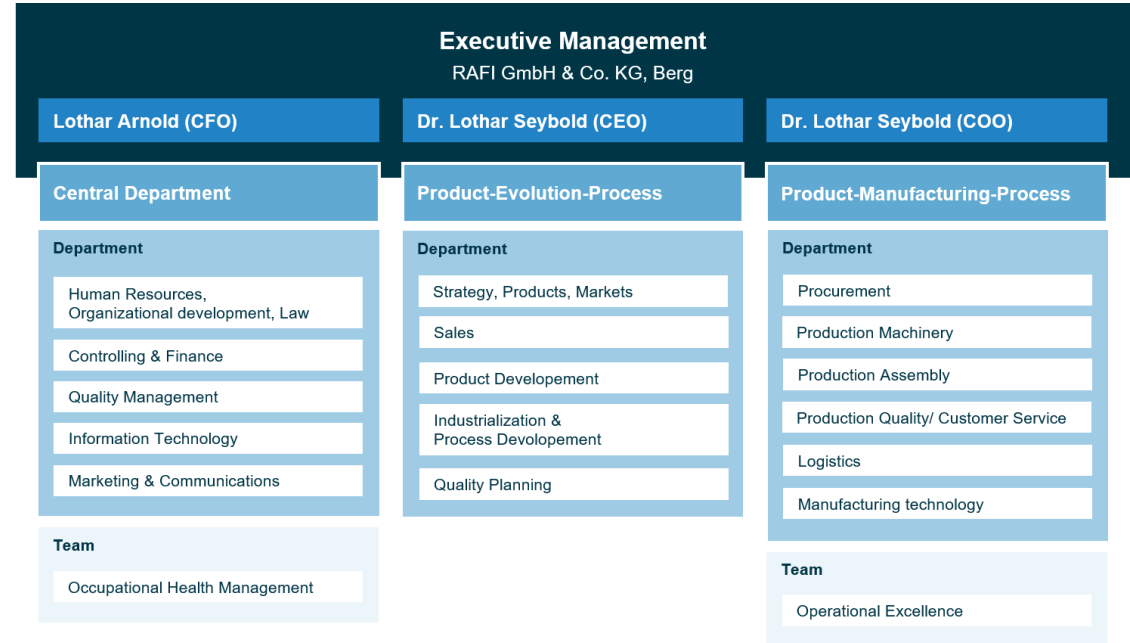 Executive Management
RAFI GmbH & Co. KG, Berg
Lothar Arnold (CFO)
Dr. Lothar Seybold (CEO)
Dr. Lothar Seybold (COO)
Central Department
Product-Evolution-Process
Product-Manufacturing-Process
Department
Human Resources,
Organizational development, Law
Controlling & Finance
Quality Management
Information Technology
Marketing & Communications
Team
Occupational Health Management
Department
Strategy, Products, Markets
Sales
Product Developement
Industrialization &
Process Devolopement
Quality Planning
Department
Procurement
Production Machinery
Production Assembly
Production Quality/ Customer Service
Logistics
Manufacturing technology
Team
Operational Excellence